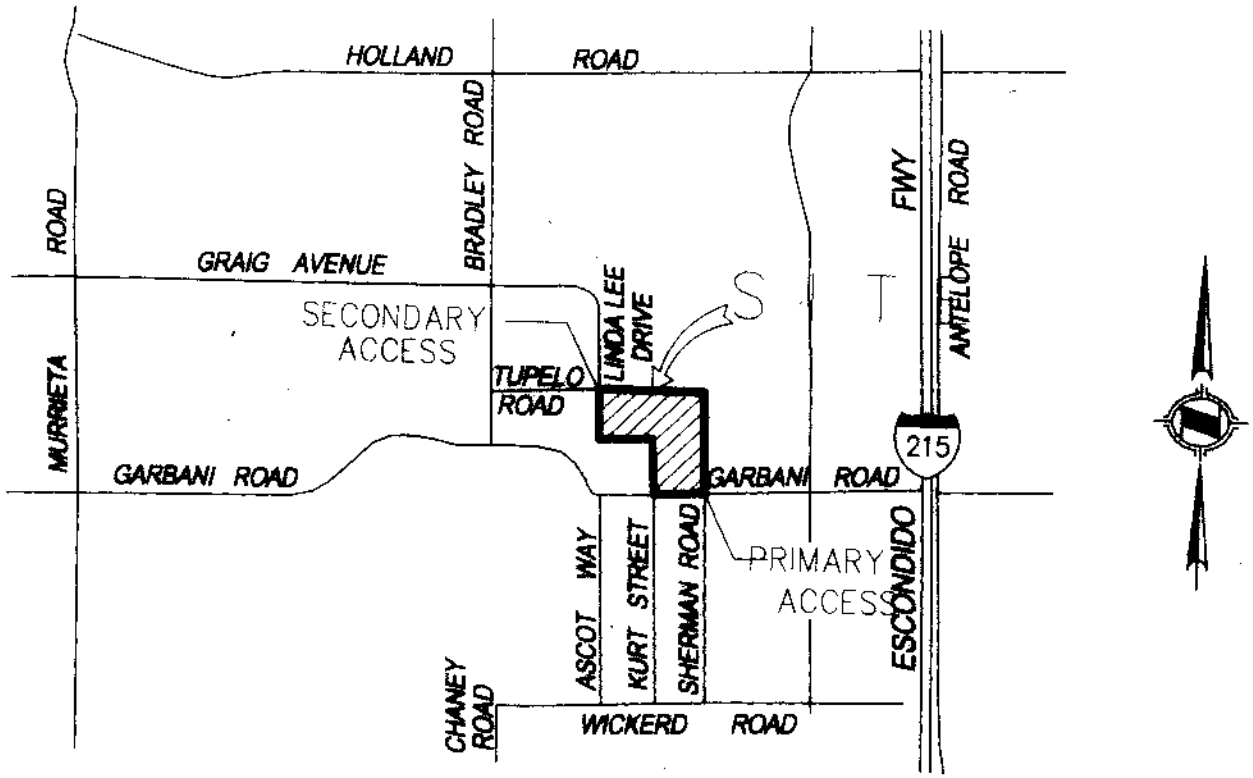 HOLLAND ROAD
BRADLEY ROAD
MURRIETA ROAD
GRAIG AVENUE
FWY
ANTELOPE ROAD
LINDA LEE
DRIVE
S T
SECONDARY
ACCESS
TUPELO
ROAD
215
GARBANI ROAD
GARBANI ROAD
ASCOT WAY
KURT STREET
SHERMAN ROAD
PRIMARY
ACCESS
ESCONDIDO
CHANEY
ROAD
WICKERD ROAD